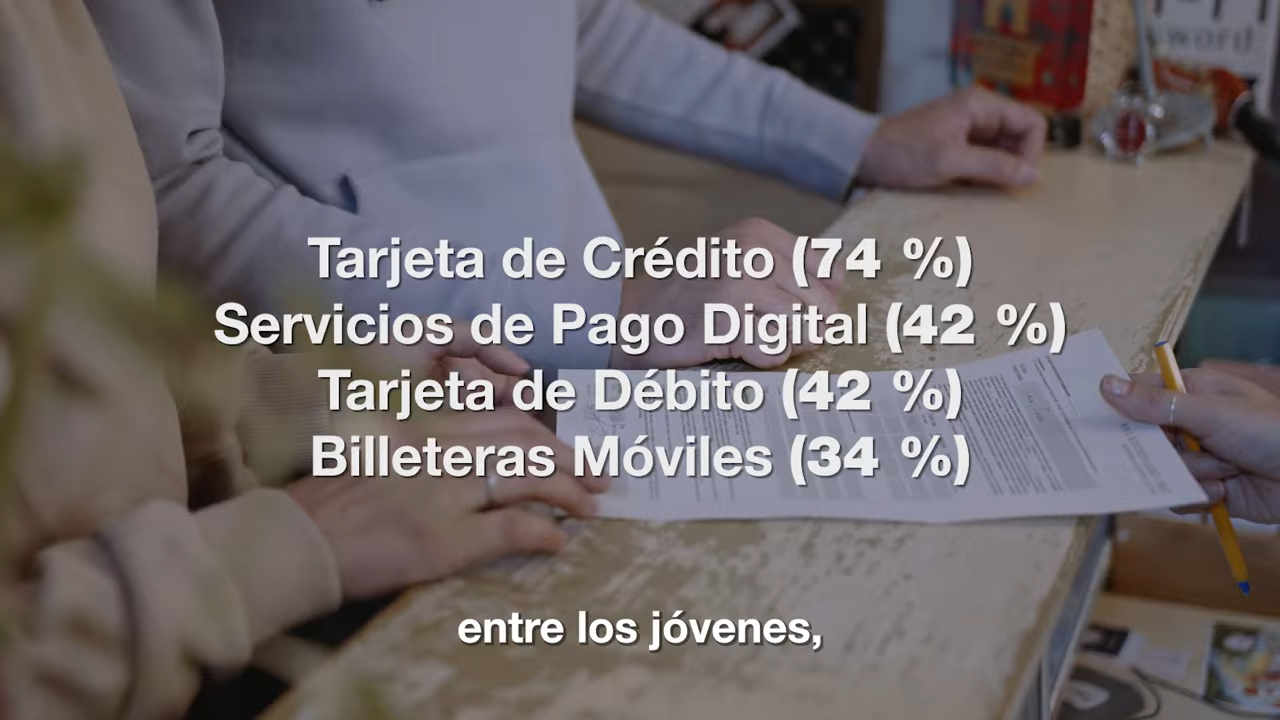 Tarjeta de Crédito (74 %)
Servicios de Pago Digital (42 %)
Tarjeta de Débito (42 %)
Billeteras Móviles (34 %)
entre los jóvenes,